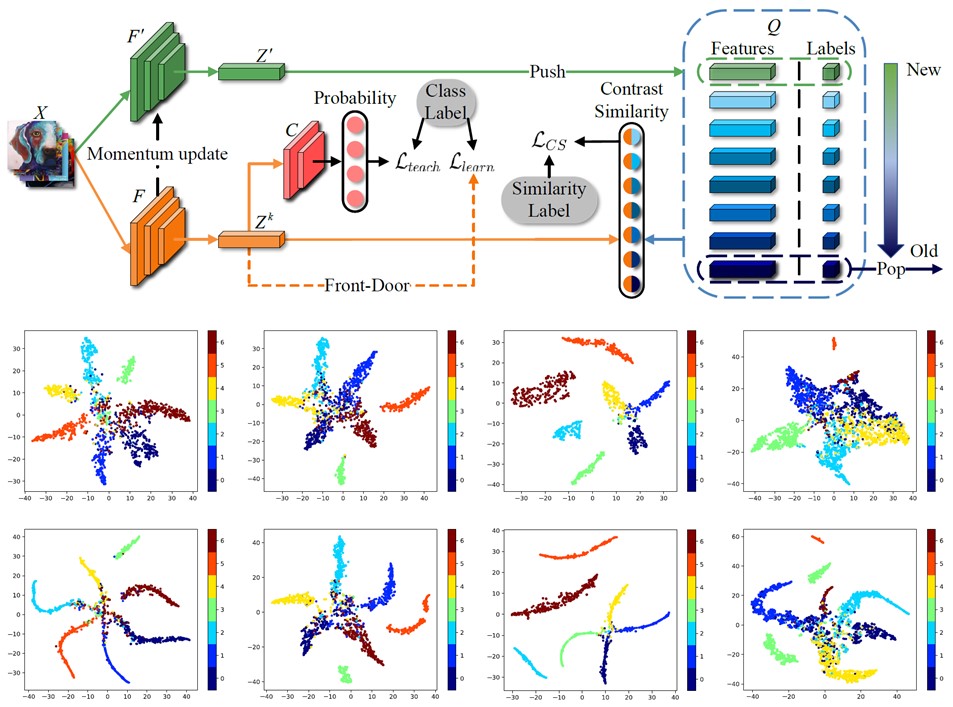 Q
F′
Z′
Features
Labels
Push
New
X
Probability
Class
Label
Contrast
Similarity
C
Momentum update
ℒteach
ℒlearn
ℒCS
F
Similarity
Label
Zᵏ
Old
Pop
Front-Door
30 20 10 0 −10 −20 −30
−40 −30 −20 −10 0 10 20 30 40
6 5 4 3 2 1 0
30 20 10 0 −10 −20 −30 −40
−40 −30 −20 −10 0 10 20 30 40
6 5 4 3 2 1 0
30 20 10 0 −10 −20 −30 −40
−40 −30 −20 −10 0 10 20 30
6 5 4 3 2 1 0
40 20 0 −20 −40
−40 −30 −20 −10 0 10 20 30 40
6 5 4 3 2 1 0
40 30 20 10 0 −10 −20 −30
−40 −30 −20 −10 0 10 20 30 40
6 5 4 3 2 1 0
40 20 0 −20 −40
−40 −30 −20 −10 0 10 20 30 40
6 5 4 3 2 1 0
30 20 10 0 −10 −20 −30
−30 −20 −10 0 10 20 30 40
6 5 4 3 2 1 0
60 40 20 0 −20 −40
−40 −20 0 20 40
6 5 4 3 2 1 0